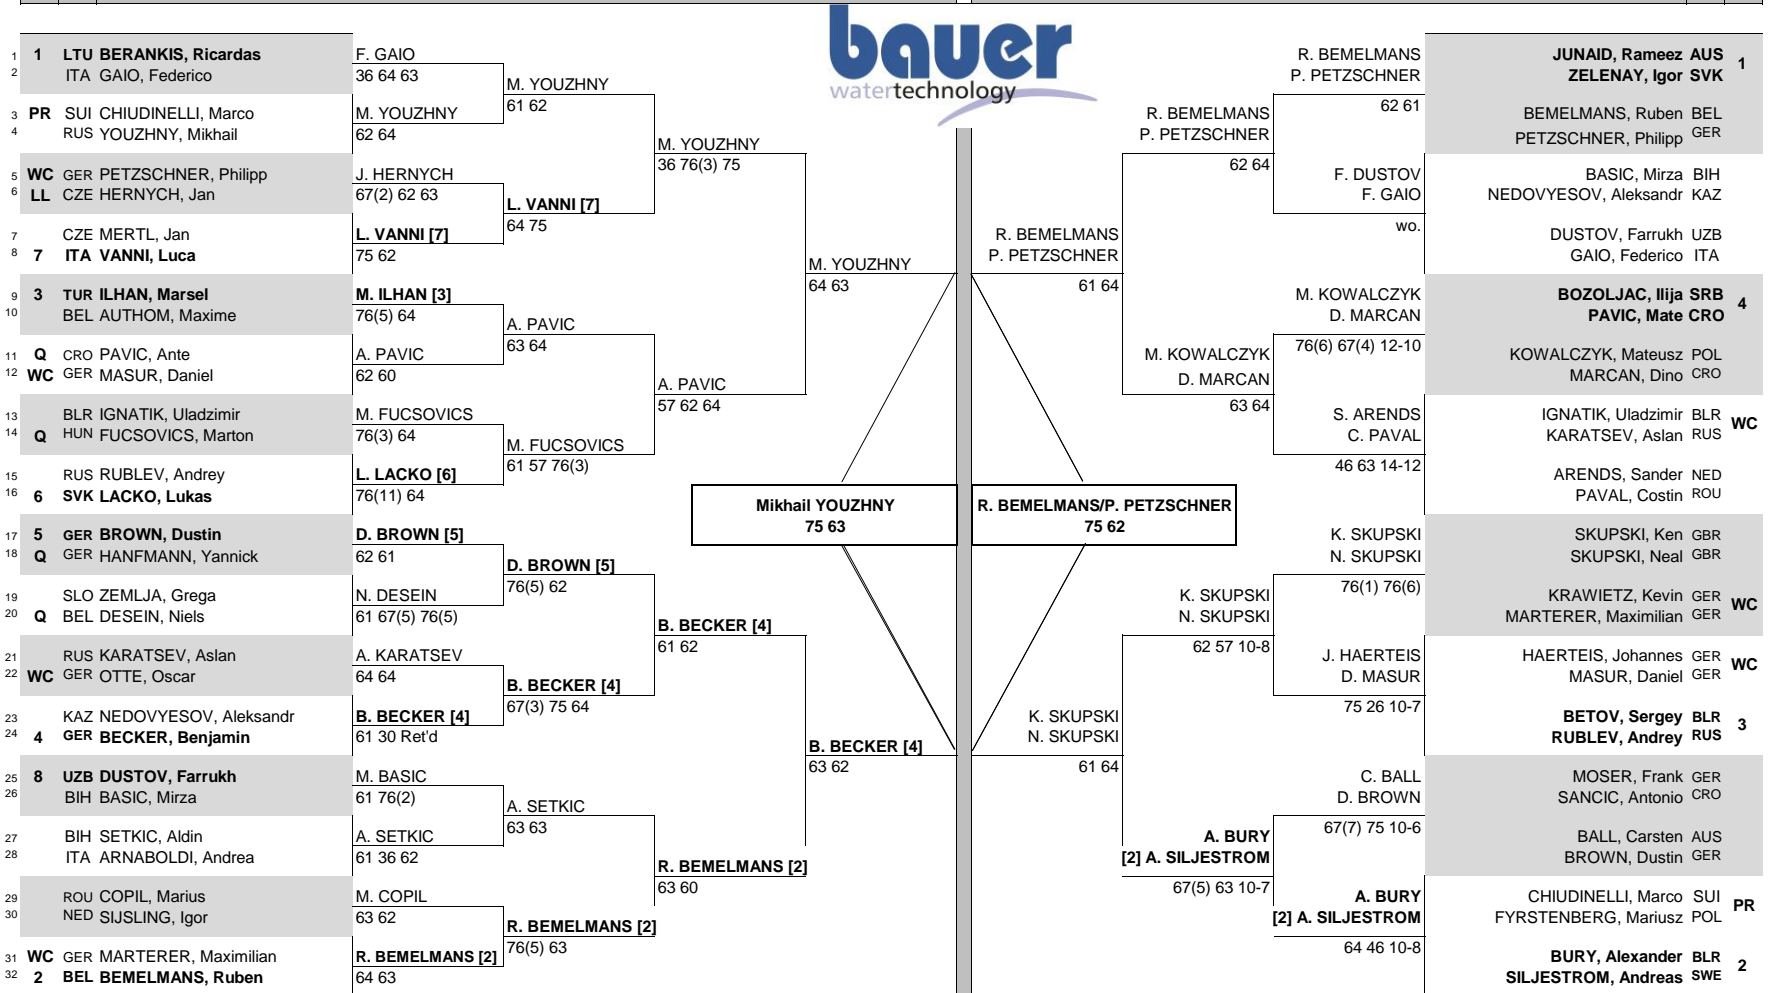 bauer
watertechnology
1 1 LTU BERANKIS, Ricardas
2 ITA GAIO, Federico
3 PR SUI CHIUDINELLI, Marco
4 RUS YOUZHNY, Mikhail
5 WC GER PETZSCHNER, Philipp
6 LL CZE HERNYCH, Jan
7 CZE MERTL, Jan
8 7 ITA VANNI, Luca
9 3 TUR ILHAN, Marsel
10 BEL AUTHOM, Maxime
11 Q CRO PAVIC, Ante
12 WC GER MASUR, Daniel
13 BLR IGNATIK, Uladzimir
14 Q HUN FUCSOVICS, Marton
15 RUS RUBLEV, Andrey
16 6 SVK LACKO, Lukas
17 5 GER BROWN, Dustin
18 Q GER HANFMANN, Yannick
19 SLO ZEMLJA, Grega
20 Q BEL DESEIN, Niels
21 RUS KARATSEV, Aslan
22 WC GER OTTE, Oscar
23 KAZ NEDOVYESOV, Aleksandr
24 4 GER BECKER, Benjamin
25 8 UZB DUSTOV, Farrukh
26 BIH BASIC, Mirza
27 BIH SETKIC, Aldin
28 ITA ARNABOLDI, Andrea
29 ROU COPIL, Marius
30 NED SIJSLING, Igor
31 WC GER MARTERER, Maximilian
32 2 BEL BEMELMANS, Ruben
F. GAIO
36 64 63
M. YOUZHNY
62 64
J. HERNYCH
67(2) 62 63
L. VANNI [7]
75 62
M. ILHAN [3]
76(5) 64
A. PAVIC
62 60
M. FUCSOVICS
76(3) 64
L. LACKO [6]
76(11) 64
D. BROWN [5]
62 61
N. DESEIN
61 67(5) 76(5)
A. KARATSEV
64 64
B. BECKER [4]
61 30 Ret'd
M. BASIC
61 76(2)
A. SETKIC
61 36 62
M. COPIL
63 62
R. BEMELMANS [2]
64 63
M. YOUZHNY
61 62
L. VANNI [7]
64 75
A. PAVIC
63 64
M. FUCSOVICS
61 57 76(3)
D. BROWN [5]
76(5) 62
B. BECKER [4]
67(3) 75 64
A. SETKIC
63 63
R. BEMELMANS [2]
76(5) 63
M. YOUZHNY
36 76(3) 75
A. PAVIC
57 62 64
B. BECKER [4]
61 62
R. BEMELMANS [2]
63 60
M. YOUZHNY
64 63
B. BECKER [4]
63 62
Mikhail YOUZHNY
75 63
R. BEMELMANS/P. PETZSCHNER
75 62
R. BEMELMANS
P. PETZSCHNER
61 64
K. SKUPSKI
N. SKUPSKI
61 64
R. BEMELMANS
P. PETZSCHNER
62 64
M. KOWALCZYK
D. MARCAN
63 64
K. SKUPSKI
N. SKUPSKI
62 57 10-8
A. BURY
[2] A. SILJESTROM
67(5) 63 10-7
R. BEMELMANS
P. PETZSCHNER
62 61
F. DUSTOV
F. GAIO
wo.
M. KOWALCZYK
D. MARCAN
76(6) 67(4) 12-10
S. ARENDS
C. PAVAL
46 63 14-12
K. SKUPSKI
N. SKUPSKI
76(1) 76(6)
J. HAERTEIS
D. MASUR
75 26 10-7
C. BALL
D. BROWN
67(7) 75 10-6
A. BURY
[2] A. SILJESTROM
64 46 10-8
JUNAID, Rameez AUS 1
ZELENAY, Igor SVK
BEMELMANS, Ruben BEL
PETZSCHNER, Philipp GER
BASIC, Mirza BIH
NEDOVYESOV, Aleksandr KAZ
DUSTOV, Farrukh UZB
GAIO, Federico ITA
BOZOLJAC, Ilija SRB 4
PAVIC, Mate CRO
KOWALCZYK, Mateusz POL
MARCAN, Dino CRO
IGNATIK, Uladzimir BLR WC
KARATSEV, Aslan RUS
ARENDS, Sander NED
PAVAL, Costin ROU
SKUPSKI, Ken GBR
SKUPSKI, Neal GBR
KRAWIETZ, Kevin GER WC
MARTERER, Maximilian GER
HAERTEIS, Johannes GER WC
MASUR, Daniel GER
BETOV, Sergey BLR 3
RUBLEV, Andrey RUS
MOSER, Frank GER
SANCIC, Antonio CRO
BALL, Carsten AUS
BROWN, Dustin GER
CHIUDINELLI, Marco SUI PR
FYRSTENBERG, Mariusz POL
BURY, Alexander BLR 2
SILJESTROM, Andreas SWE